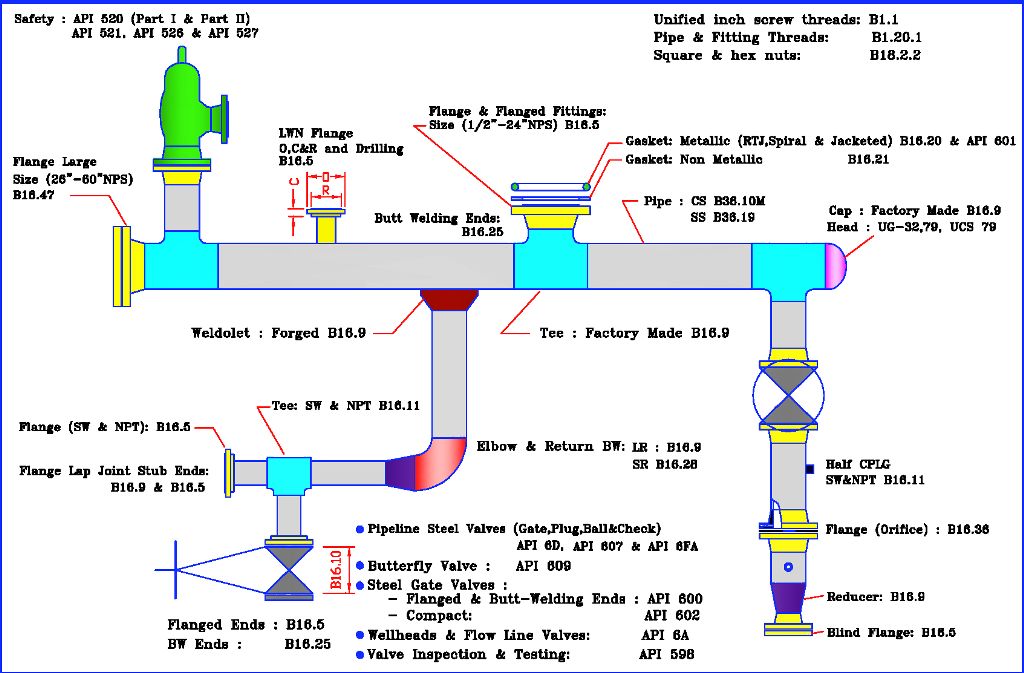 Safety : API 520 (Part I & Part II)
API 521, API 526 & API 527
Unified inch screw threads: B1.1
Pipe & Fitting Threads: B1.20.1
Square & hex nuts: B18.2.2
Flange & Flanged Fittings:
Size (1/2"-24"NPS) B16.5
LWN Flange
O,C&R and Drilling
B16.5
Gasket: Metallic (RTJ,Spiral & Jacketed) B16.20 & API 601
Gasket: Non Metallic B16.21
Flange Large
Size (26"-60"NPS)
B16.47
C
O
R
Butt Welding Ends:
B16.25
Pipe : CS B36.10M
SS B36.19
Cap : Factory Made B16.9
Head : UG-32,79, UCS 79
Weldolet : Forged B16.9
Tee : Factory Made B16.9
Tee: SW & NPT B16.11
Flange (SW & NPT): B16.5
Elbow & Return BW: LR : B16.9
SR B16.28
Flange Lap Joint Stub Ends:
B16.9 & B16.5
Half CPLG
SW&NPT B16.11
Pipeline Steel Valves (Gate,Plug,Ball&Check)
API 6D, API 607 & API 6FA
Flange (Orifice) : B16.36
B16.10
Butterfly Valve : API 609
Steel Gate Valves :
- Flanged & Butt-Welding Ends : API 600
- Compact: API 602
Reducer: B16.9
Flanged Ends : B16.5
BW Ends : B16.25
Wellheads & Flow Line Valves: API 6A
Valve Inspection & Testing: API 598
Blind Flange: B16.5